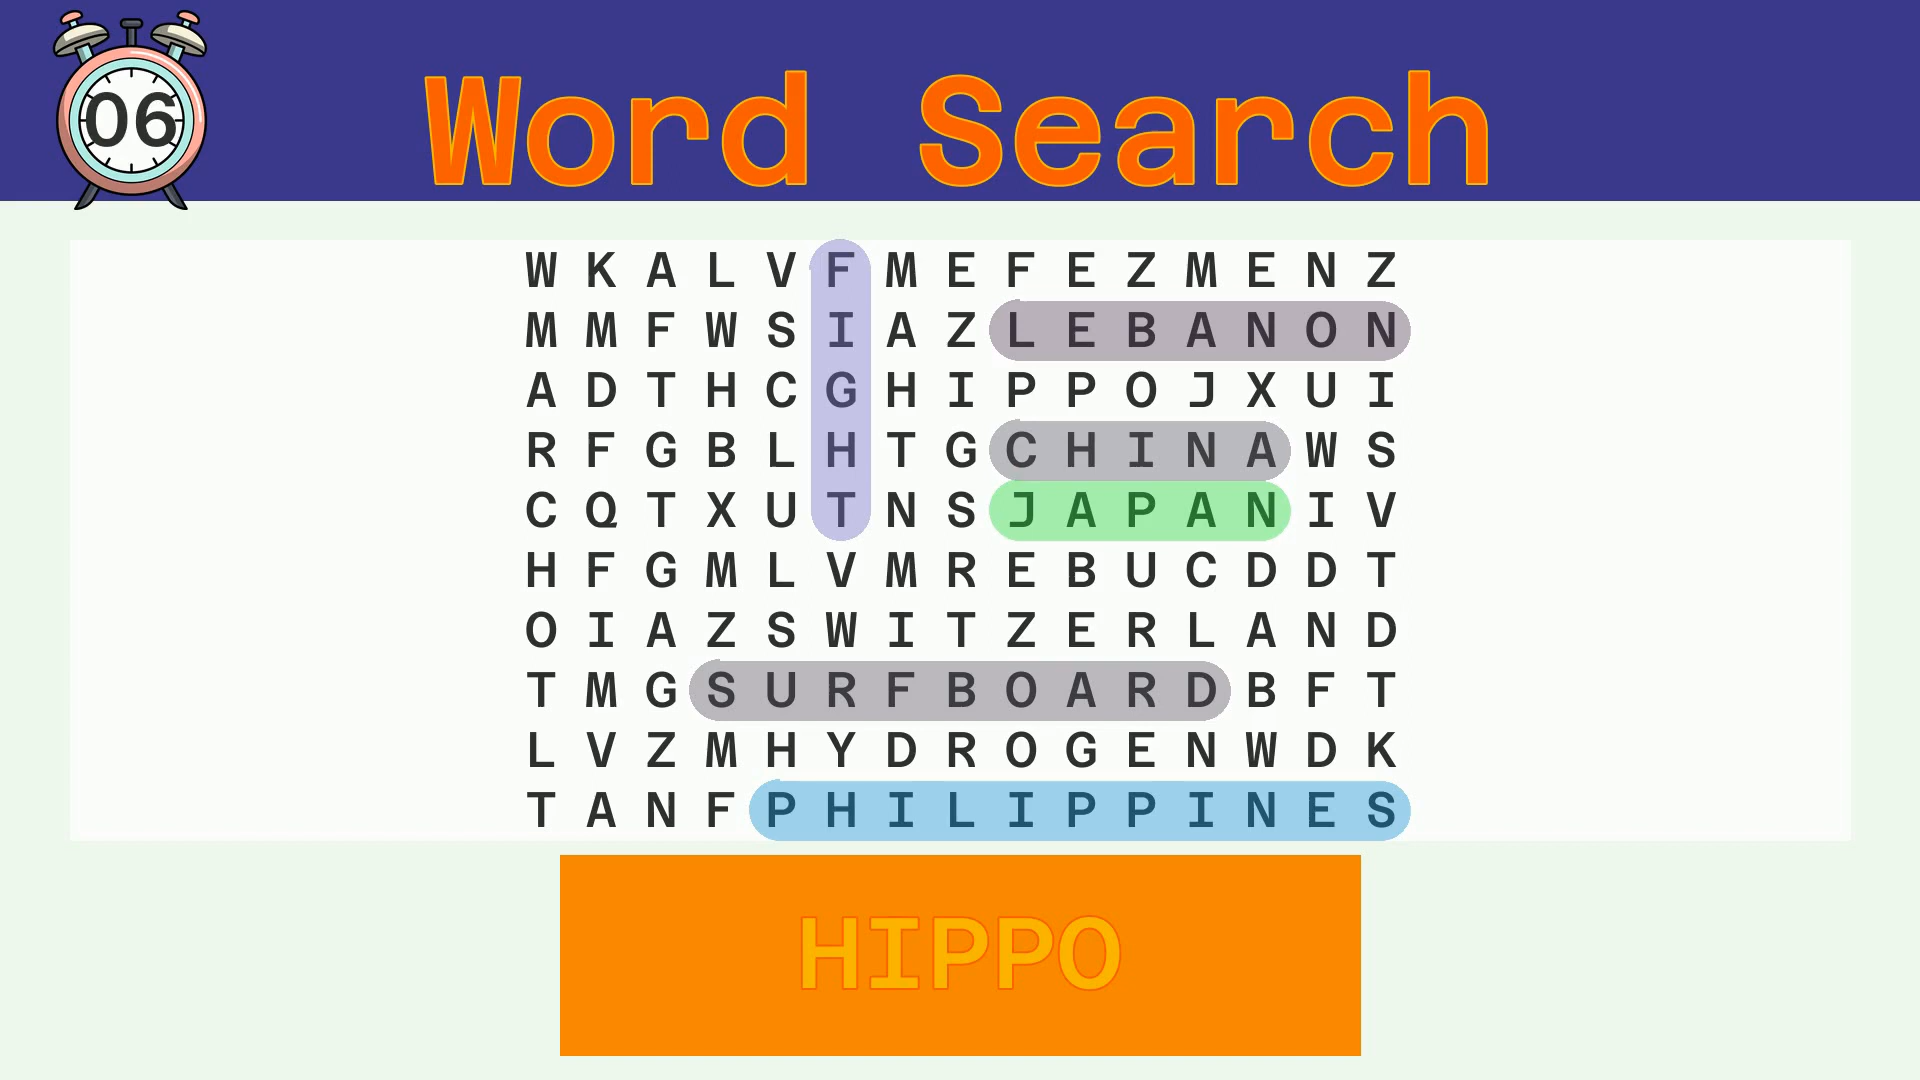 06
Word Search
W K A L V F M E F E Z M E N Z
M M F W S I A Z L E B A N O N
A D T H C G H I P P O J X U I
R F G B L H T G C H I N A W S
C Q T X U T N S J A P A N I V
H F G M L V M R E B U C D D T
O I A Z S W I T Z E R L A N D
T M G S U R F B O A R D B F T
L V Z M H Y D R O G E N W D K
T A N F P H I L I P P I N E S
HIPPO